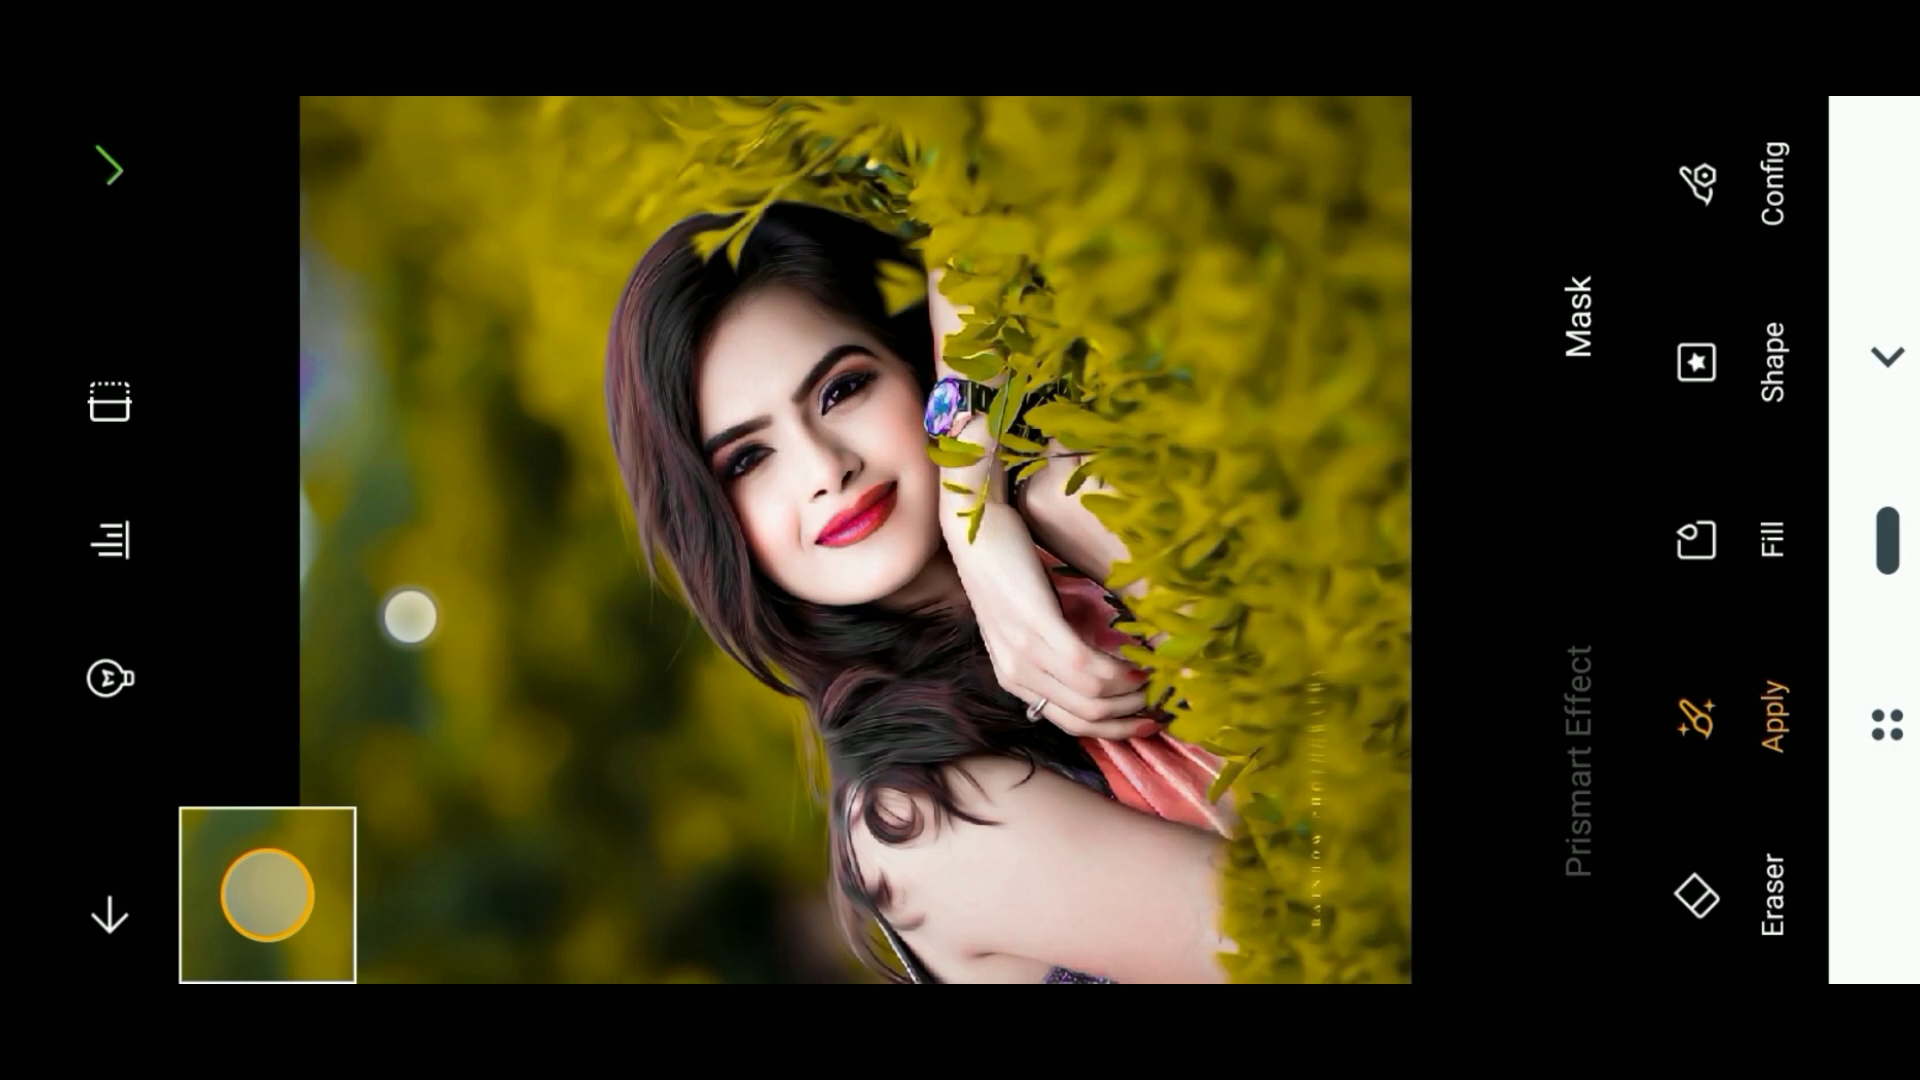 Prismart Effect
Mask
Eraser
Apply
Fill
Shape
Config